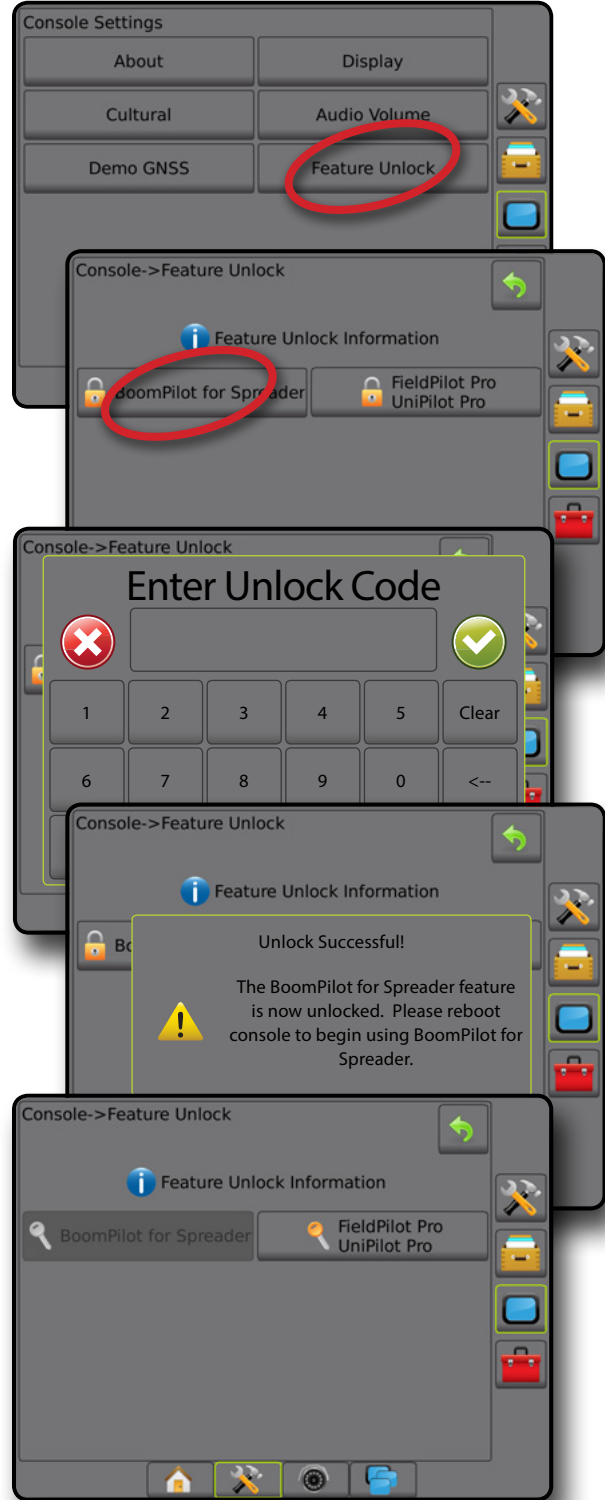 Console Settings
About
Display
Cultural
Audio Volume
Demo GNSS
Feature Unlock
Console->Feature Unlock
Feature Unlock Information
BoomPilot for Spreader
FieldPilot Pro
UniPilot Pro
Console->Feature Unlock
Enter Unlock Code
1 2 3 4 5 Clear
6 7 8 9 0 <--
Console->Feature Unlock
Feature Unlock Information
Bo
Unlock Successful!
The BoomPilot for Spreader feature
is now unlocked. Please reboot
console to begin using BoomPilot for
Spreader.
Console->Feature Unlock
Feature Unlock Information
BoomPilot for Spreader
FieldPilot Pro
UniPilot Pro